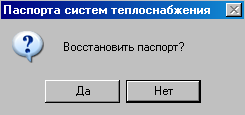 Паспорта систем теплоснабжения
Восстановить паспорт?
Да
Нет